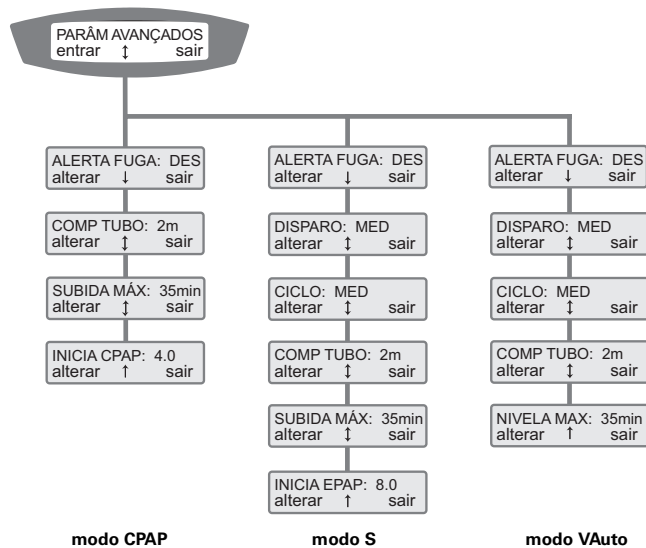 PARÂM AVANÇADOS
entrar ↕ sair
ALERTA FUGA: DES
alterar ↓ sair
COMP TUBO: 2m
alterar ↕ sair
SUBIDA MÁX: 35min
alterar ↕ sair
INICIA CPAP: 4.0
alterar ↑ sair
modo CPAP
ALERTA FUGA: DES
alterar ↓ sair
DISPARO: MED
alterar ↕ sair
CICLO: MED
alterar ↕ sair
COMP TUBO: 2m
alterar ↕ sair
SUBIDA MÁX: 35min
alterar ↕ sair
INICIA EPAP: 8.0
alterar ↑ sair
modo S
ALERTA FUGA: DES
alterar ↓ sair
DISPARO: MED
alterar ↕ sair
CICLO: MED
alterar ↕ sair
COMP TUBO: 2m
alterar ↕ sair
NIVELA MAX: 35min
alterar ↑ sair
modo VAuto